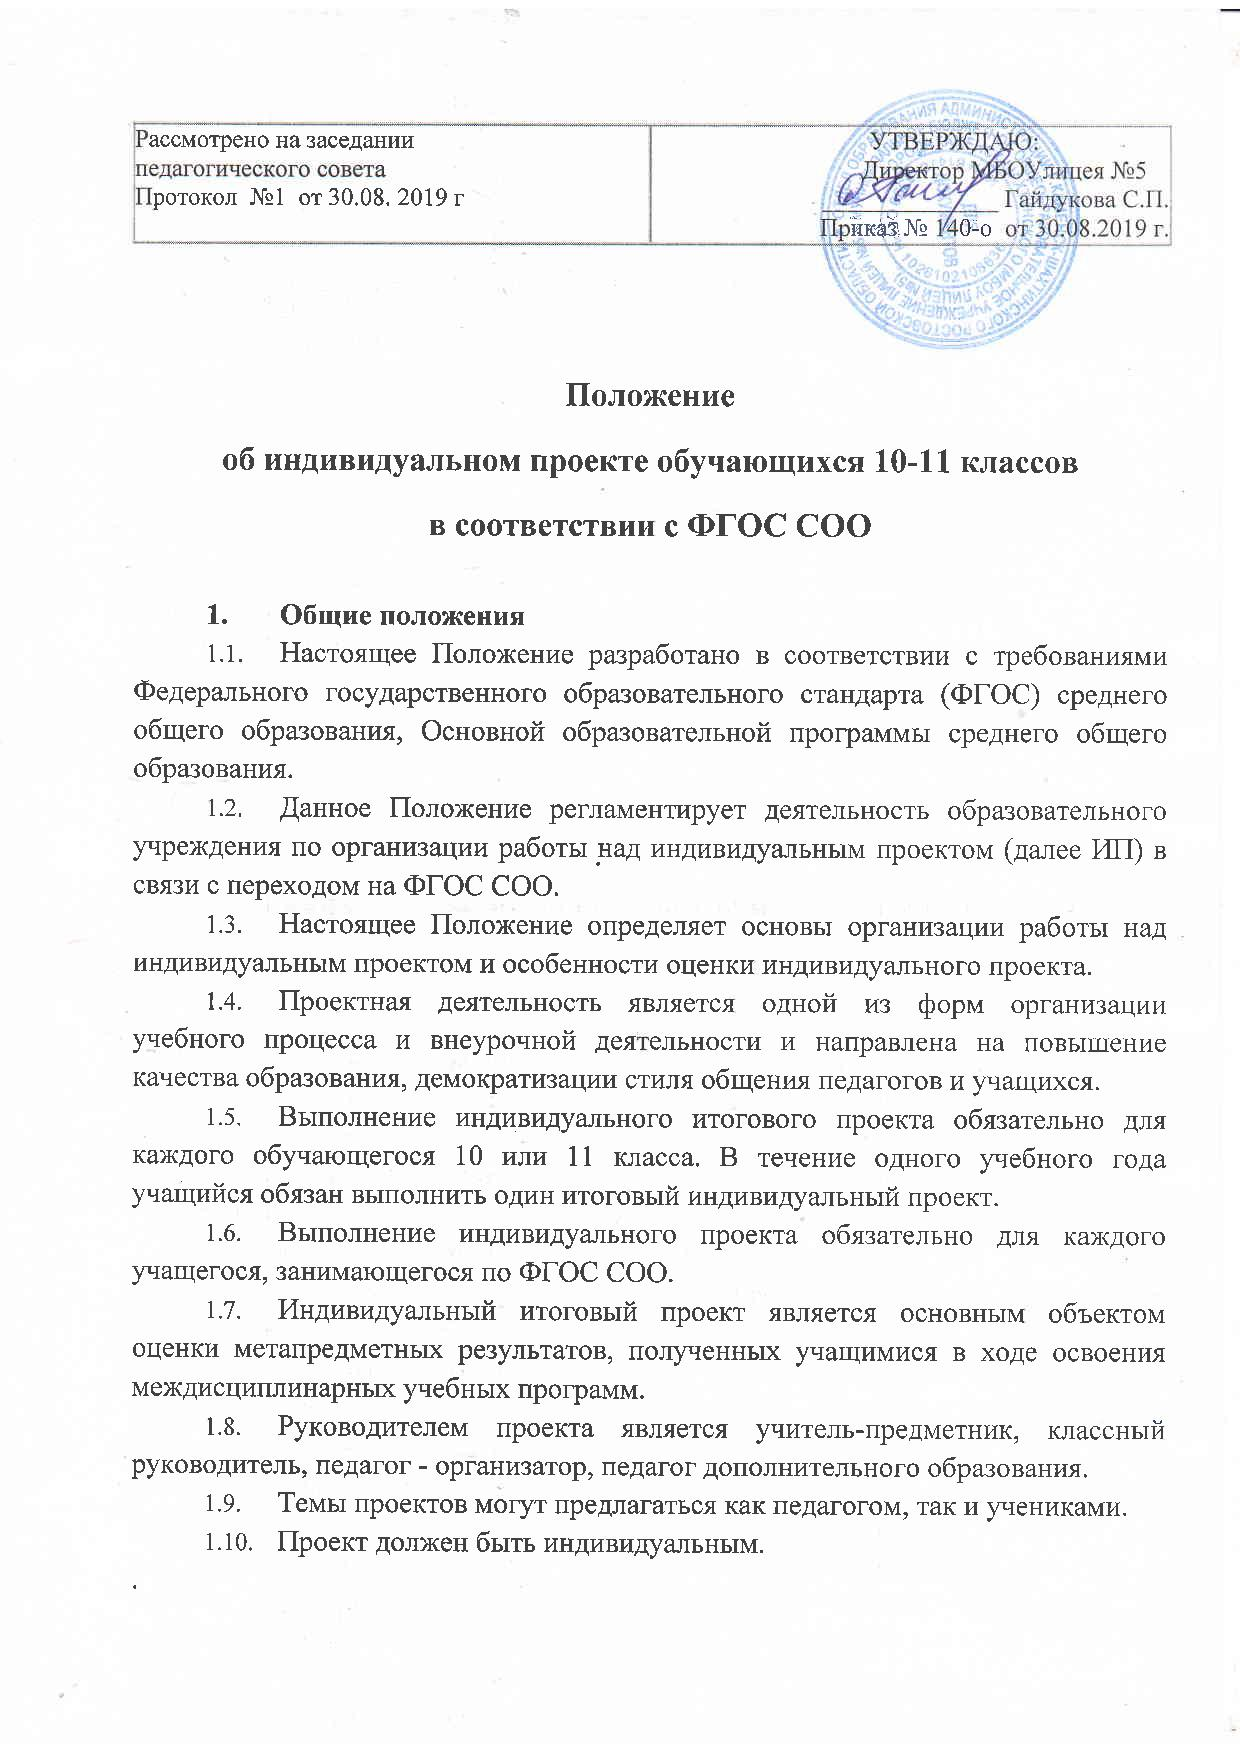 Рассмотрено на заседании
педагогического совета
Протокол №1 от 30.08. 2019 г
УТВЕРЖДАЮ:
Директор МБОУлицея №5
Гайдукова С.П.
Приказ № 140-о от 30.08.2019 г.
Положение
об индивидуальном проекте обучающихся 10-11 классов
в соответствии с ФГОС СОО
1. Общие положения
1.1. Настоящее Положение разработано в соответствии с требованиями
Федерального государственного образовательного стандарта (ФГОС) среднего
общего образования, Основной образовательной программы среднего общего
образования.
1.2. Данное Положение регламентирует деятельность образовательного
учреждения по организации работы над индивидуальным проектом (далее ИП) в
связи с переходом на ФГОС СОО.
1.3. Настоящее Положение определяет основы организации работы над
индивидуальным проектом и особенности оценки индивидуального проекта.
1.4. Проектная деятельность является одной из форм организации
учебного процесса и внеурочной деятельности и направлена на повышение
качества образования, демократизации стиля общения педагогов и учащихся.
1.5. Выполнение индивидуального итогового проекта обязательно для
каждого обучающегося 10 или 11 класса. В течение одного учебного года
учащийся обязан выполнить один итоговый индивидуальный проект.
1.6. Выполнение индивидуального проекта обязательно для каждого
учащегося, занимающегося по ФГОС СОО.
1.7. Индивидуальный итоговый проект является основным объектом
оценки метапредметных результатов, полученных учащимися в ходе освоения
междисциплинарных учебных программ.
1.8. Руководителем проекта является учитель-предметник, классный
руководитель, педагог - организатор, педагог дополнительного образования.
1.9. Темы проектов могут предлагаться как педагогом, так и учениками.
1.10. Проект должен быть индивидуальным.
.